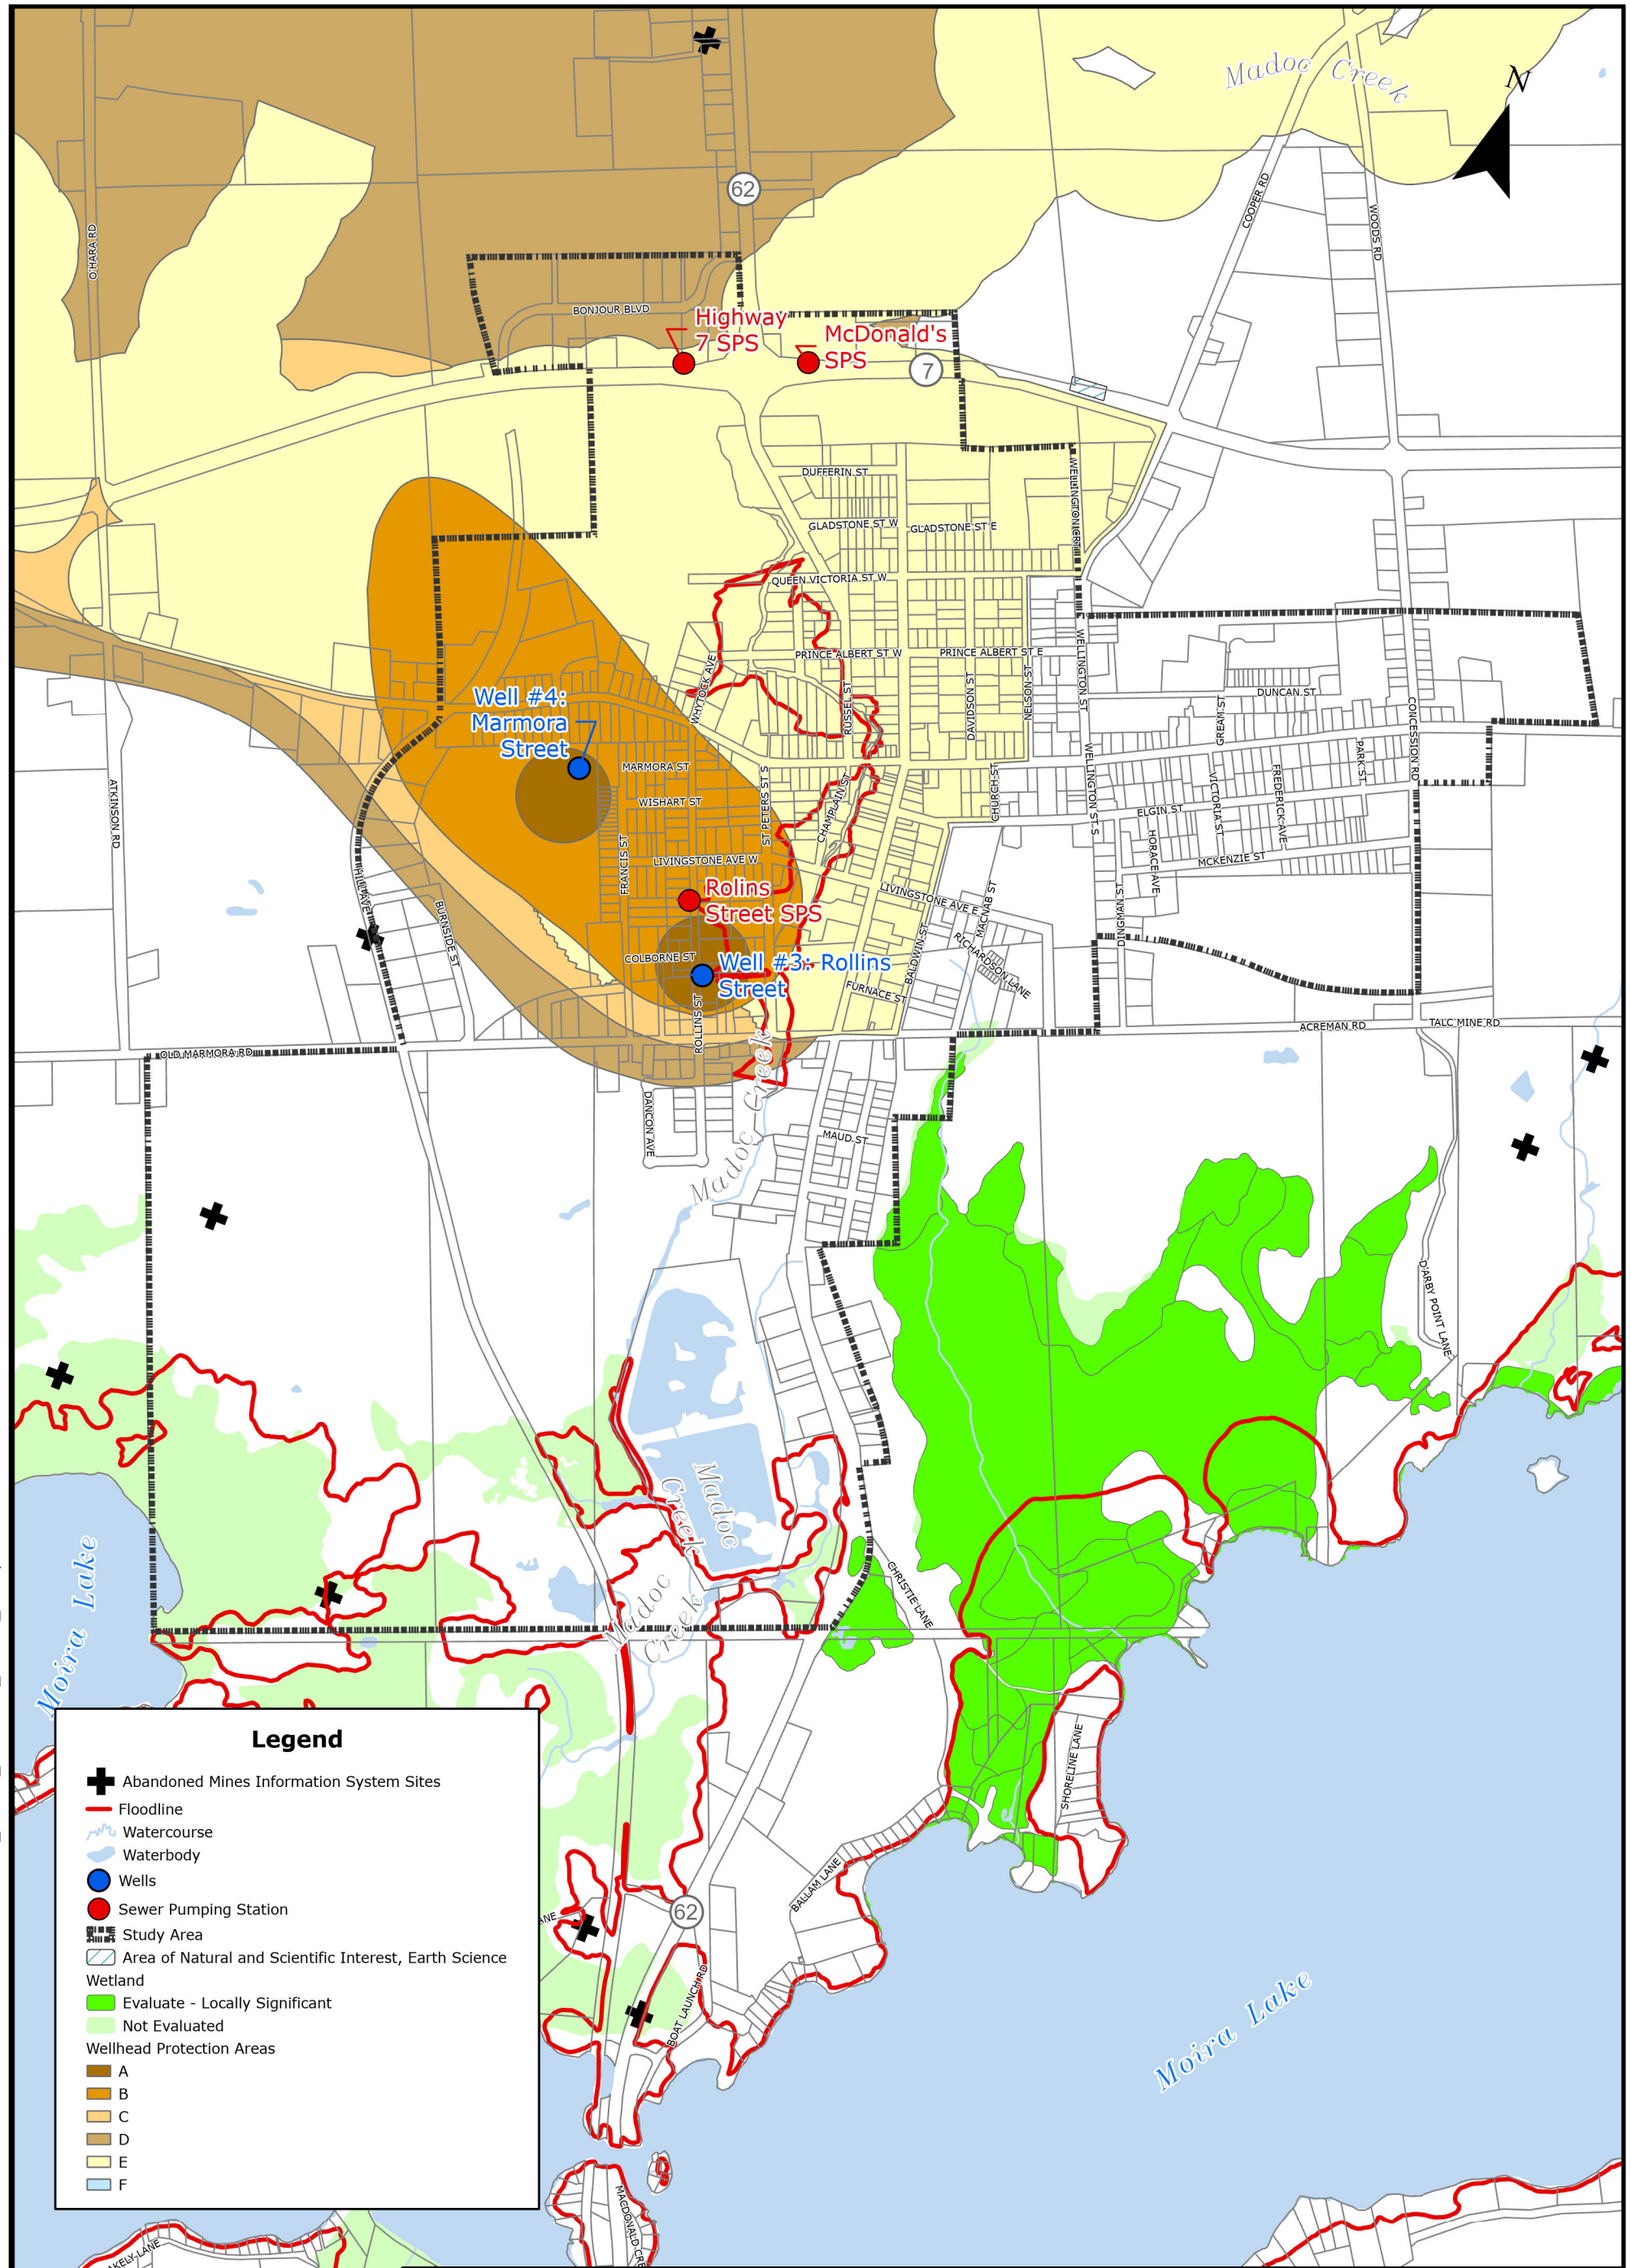 Madoc Creek
N
COOPER RD
WOODS RD
62
O'HARA RD
BONJOUR BLVD
Highway
7 SPS
McDonald's
SPS
7
DUFFERIN ST
WELLINGTON CRT
GLADSTONE ST W
GLADSTONE ST E
QUEEN VICTORIA ST W
PRINCE ALBERT ST W
PRINCE ALBERT ST E
WELLINGTON ST
WHYTOCK AVE
RUSSEL ST
DAVIDSON ST
NELSON ST
DUNCAN ST
GREAM ST
CONCESSION RD
Well #4:
Marmora
Street
MARMORA ST
WISHART ST
ST PETERS ST S
CHAMPLAIN ST
CHURCH ST
WELLINGTON ST S
PARK ST
VICTORIA ST
FREDERICK AVE
ELGIN ST
ATKINSON RD
FRANCIS ST
LIVINGSTONE AVE W
HORACE AVE
MCKENZIE ST
HILL AVE
BURNSIDE ST
Rolins
Street SPS
LIVINGSTONE AVE E
MACNAB ST
DINGMAN ST
COLBORNE ST
Well #3: Rollins
Street
BALDWIN ST
RICHARDSON LANE
FURNACE ST
ROLLINS ST
ACREMAN RD
TALC MINE RD
OLD MARMORA RD
Madoc Creek
DANCON AVE
MAUD ST
D'ARBY POINT LANE
Madoc
Creek
CHRISTIE LANE
Madoc
Creek
Moira Lake
SHORELINE LANE
BALLAM LANE
62
BOAT LAUNCH RD
Moira Lake
Legend
Abandoned Mines Information System Sites
Floodline
Watercourse
Waterbody
Wells
Sewer Pumping Station
Study Area
Area of Natural and Scientific Interest, Earth Science
Wetland
Evaluate - Locally Significant
Not Evaluated
Wellhead Protection Areas
A
B
C
D
E
F